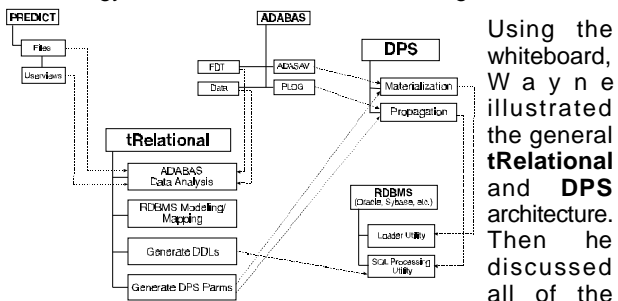 PREDICT
Files
Userviews
ADABAS
FDT
ADASAV
Data
PLOG
DPS
Materialization
Propagation
tRelational
ADABAS
Data Analysis
RDBMS Modeling/
Mapping
Generate DDLs
Generate DPS Parms
RDBMS
(Oracle, Sybase, etc.)
Loader Utility
SQL Processing
Utility
Using the
whiteboard,
Wayne
illustrated
the general
tRelational
and DPS
architecture.
Then he
discussed
all of the